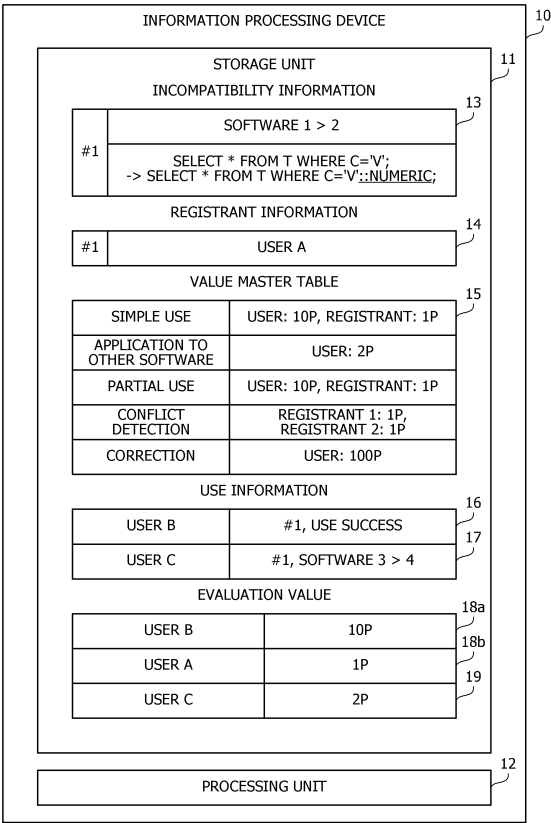 INFORMATION PROCESSING DEVICE
10
STORAGE UNIT
11
INCOMPATIBILITY INFORMATION
13
#1
SOFTWARE 1 > 2
SELECT * FROM T WHERE C='V';
-> SELECT * FROM T WHERE C='V'::NUMERIC;
REGISTRANT INFORMATION
14
#1 USER A
VALUE MASTER TABLE
15
SIMPLE USE USER: 10P, REGISTRANT: 1P
APPLICATION TO
OTHER SOFTWARE
USER: 2P
PARTIAL USE USER: 10P, REGISTRANT: 1P
CONFLICT
DETECTION
REGISTRANT 1: 1P,
REGISTRANT 2: 1P
CORRECTION USER: 100P
USE INFORMATION
16
USER B #1, USE SUCCESS
17
USER C #1, SOFTWARE 3 > 4
EVALUATION VALUE
18a
USER B 10P
18b
USER A 1P
19
USER C 2P
12
PROCESSING UNIT